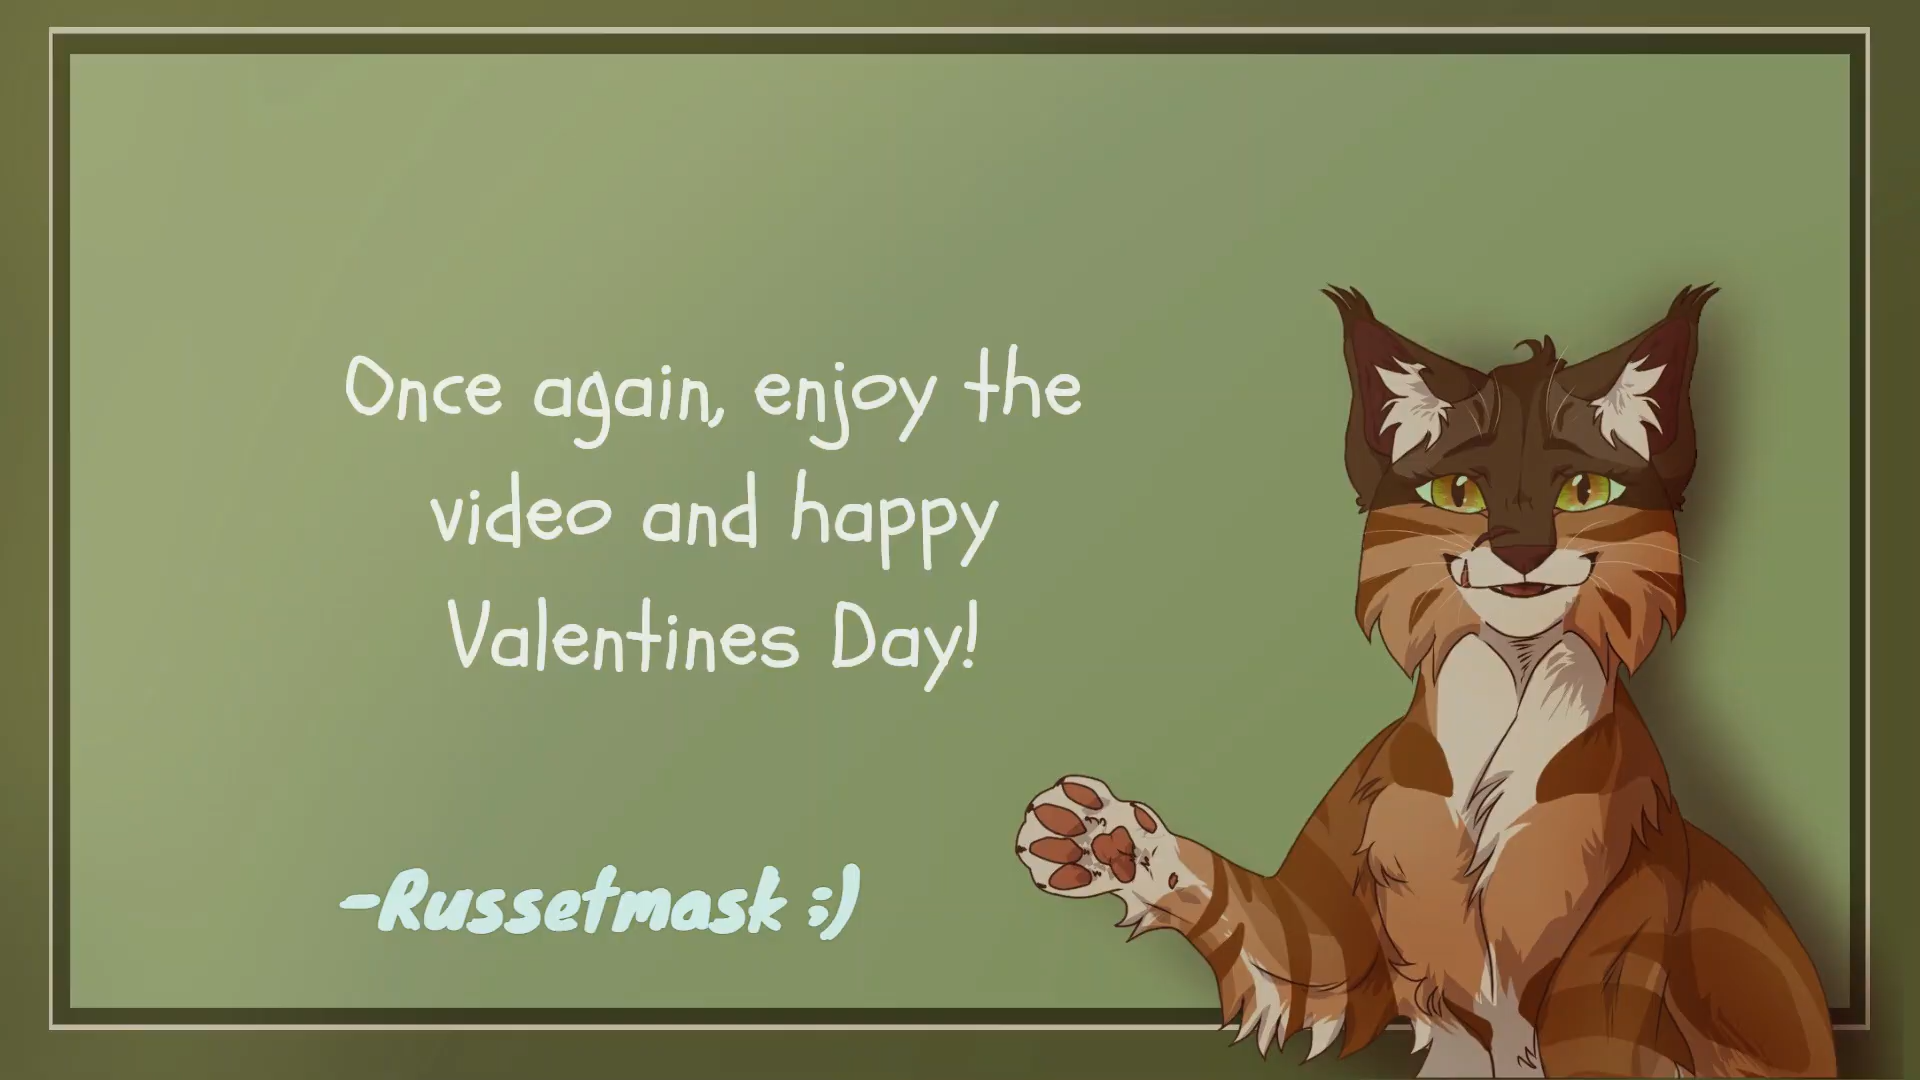 Once again, enjoy the
video and happy
Valentines Day!
-Russetmask ;)